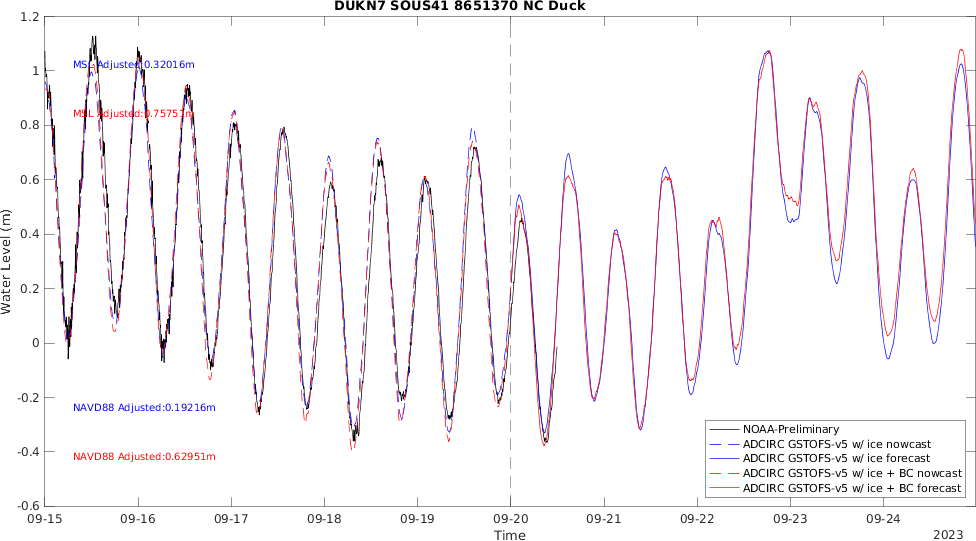 DUKN7 SOUS41 8651370 NC Duck
1.2
1
0.8
0.6
0.4
0.2
0
-0.2
-0.4
-0.6
Water Level (m)
MSL Adjusted:0.32016m
MSL Adjusted:0.75751m
NAVD88 Adjusted:0.19216m
NAVD88 Adjusted:0.62951m
NOAA-Preliminary
ADCIRC GSTOFS-v5 w/ ice nowcast
ADCIRC GSTOFS-v5 w/ ice forecast
ADCIRC GSTOFS-v5 w/ ice + BC nowcast
ADCIRC GSTOFS-v5 w/ ice + BC forecast
09-15 09-16 09-17 09-18 09-19 09-20 09-21 09-22 09-23 09-24
Time
2023